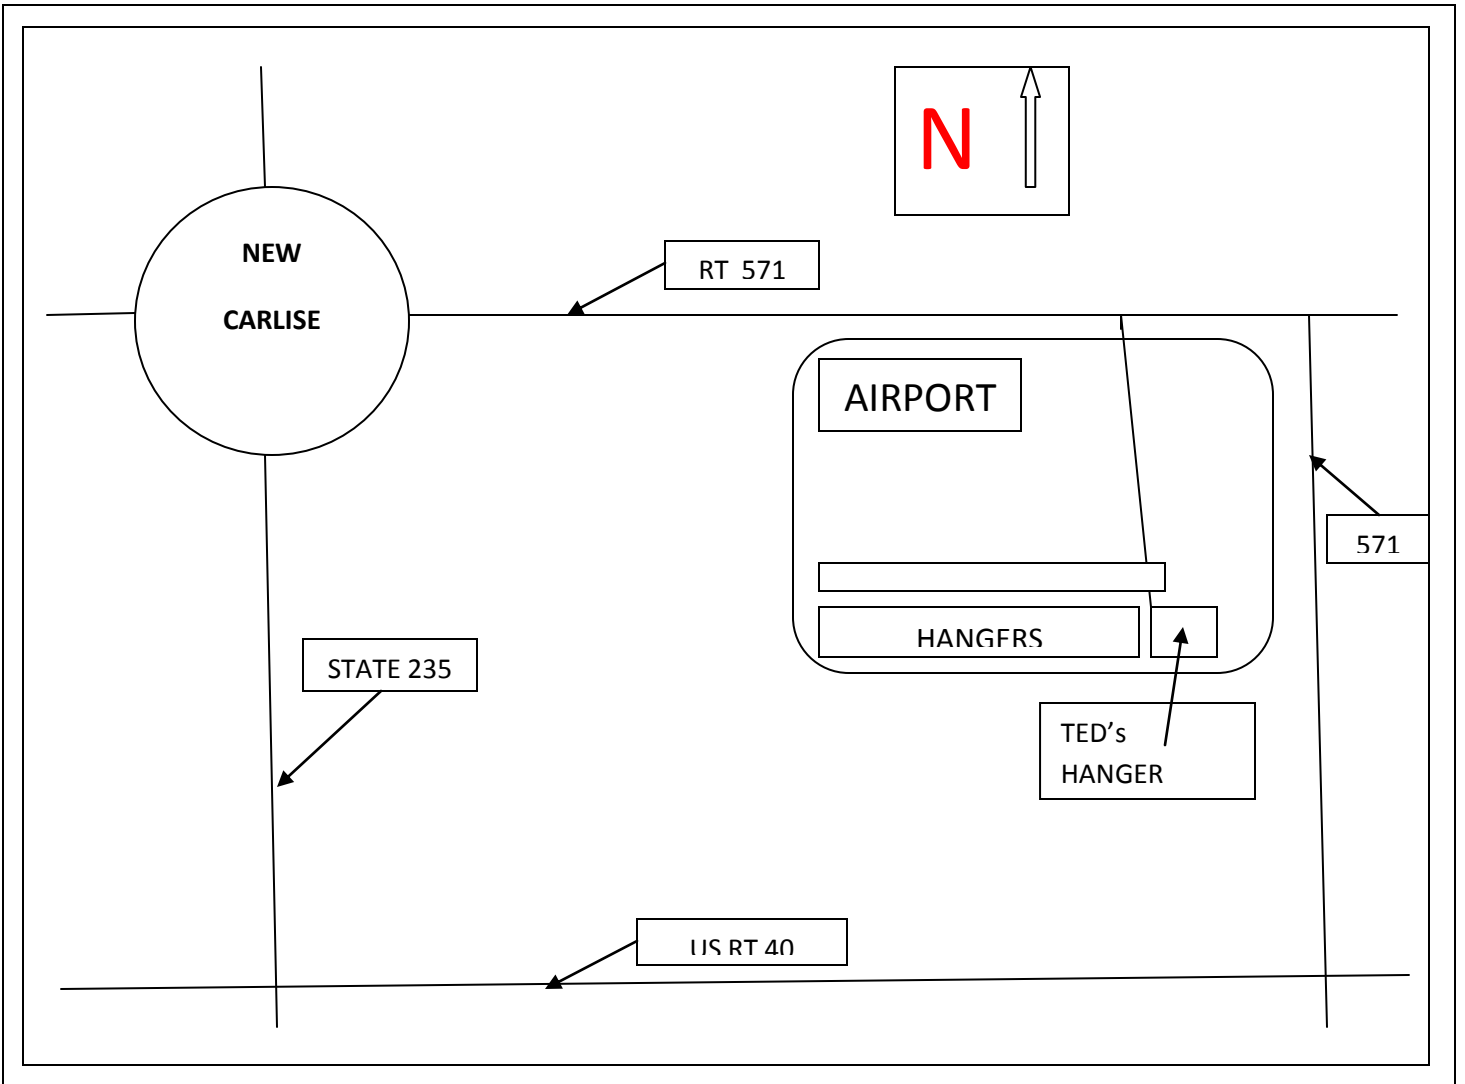 N
NEW
CARLISE
RT 571
AIRPORT
571
HANGERS
STATE 235
TED's
HANGER
US RT 40